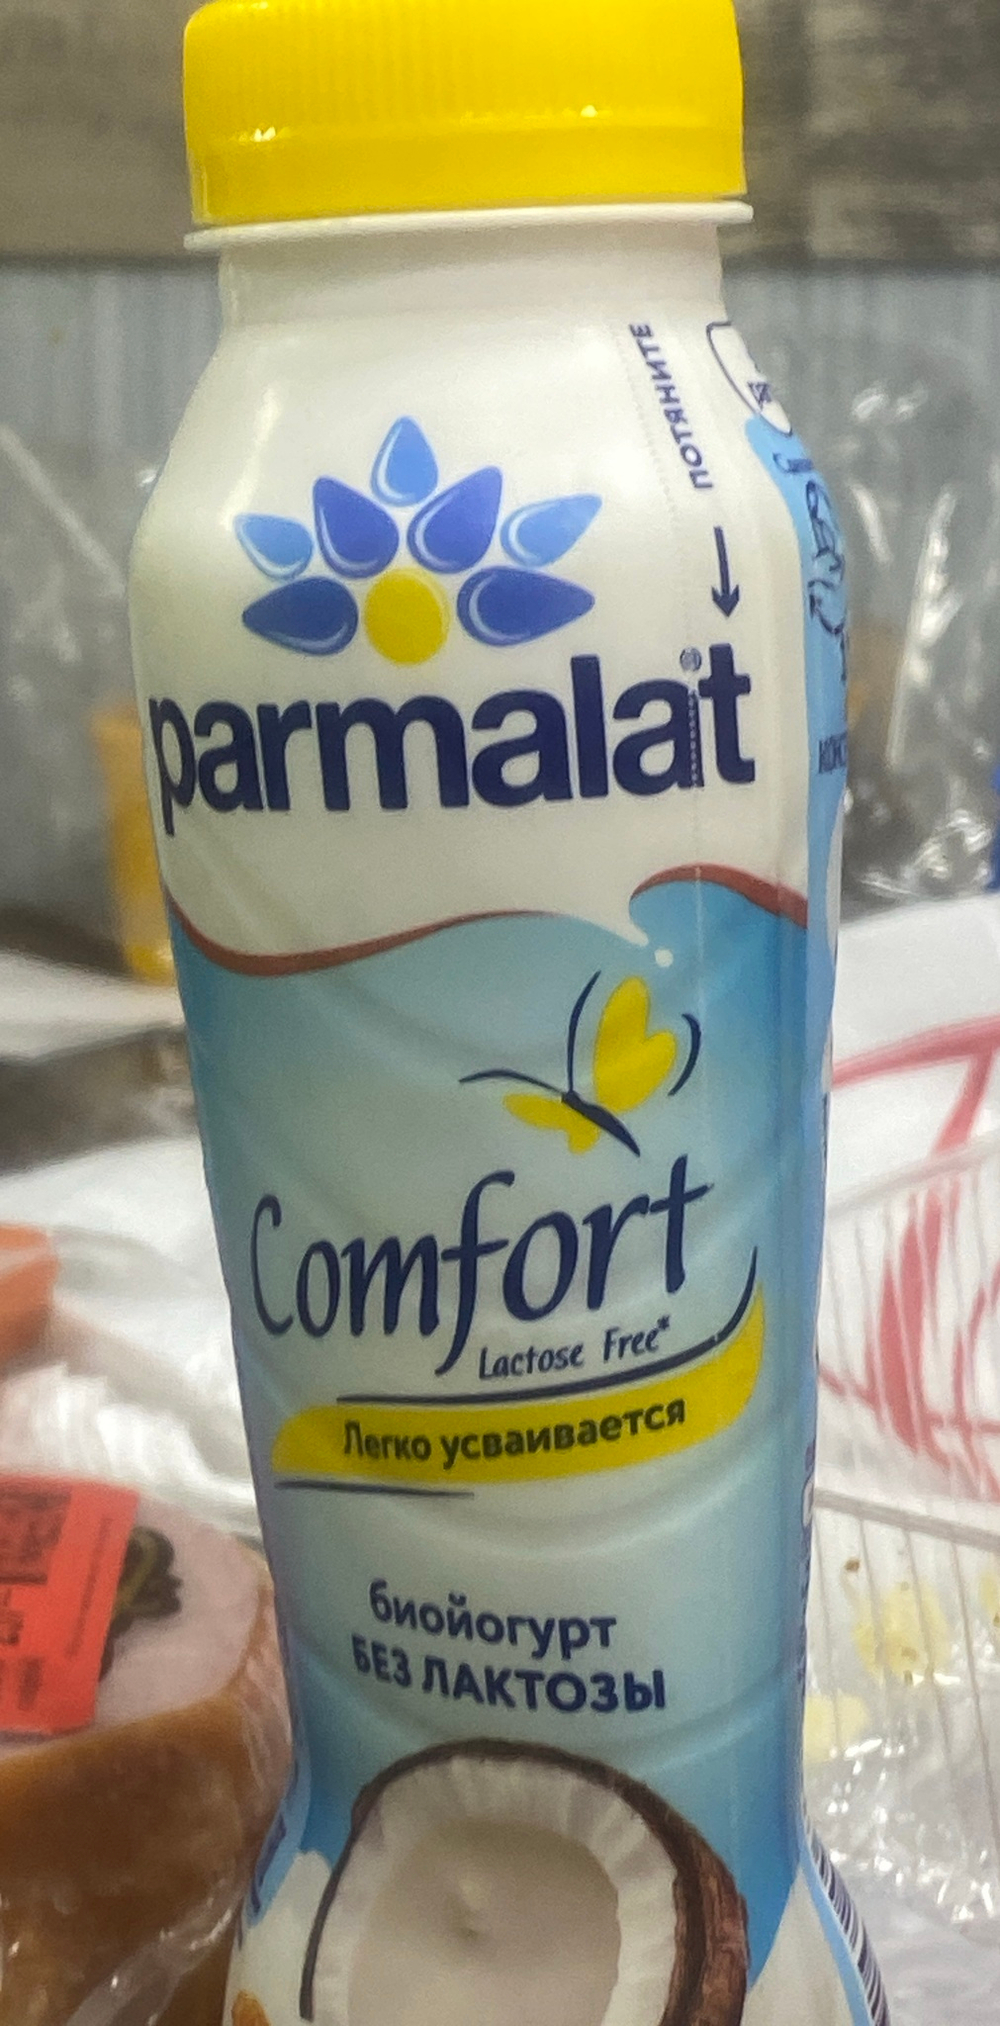 ПОТЯНИТЕ
parmalat®
Comfort
Lactose Free*
Легко усваивается
биойогурт
БЕЗ ЛАКТОЗЫ